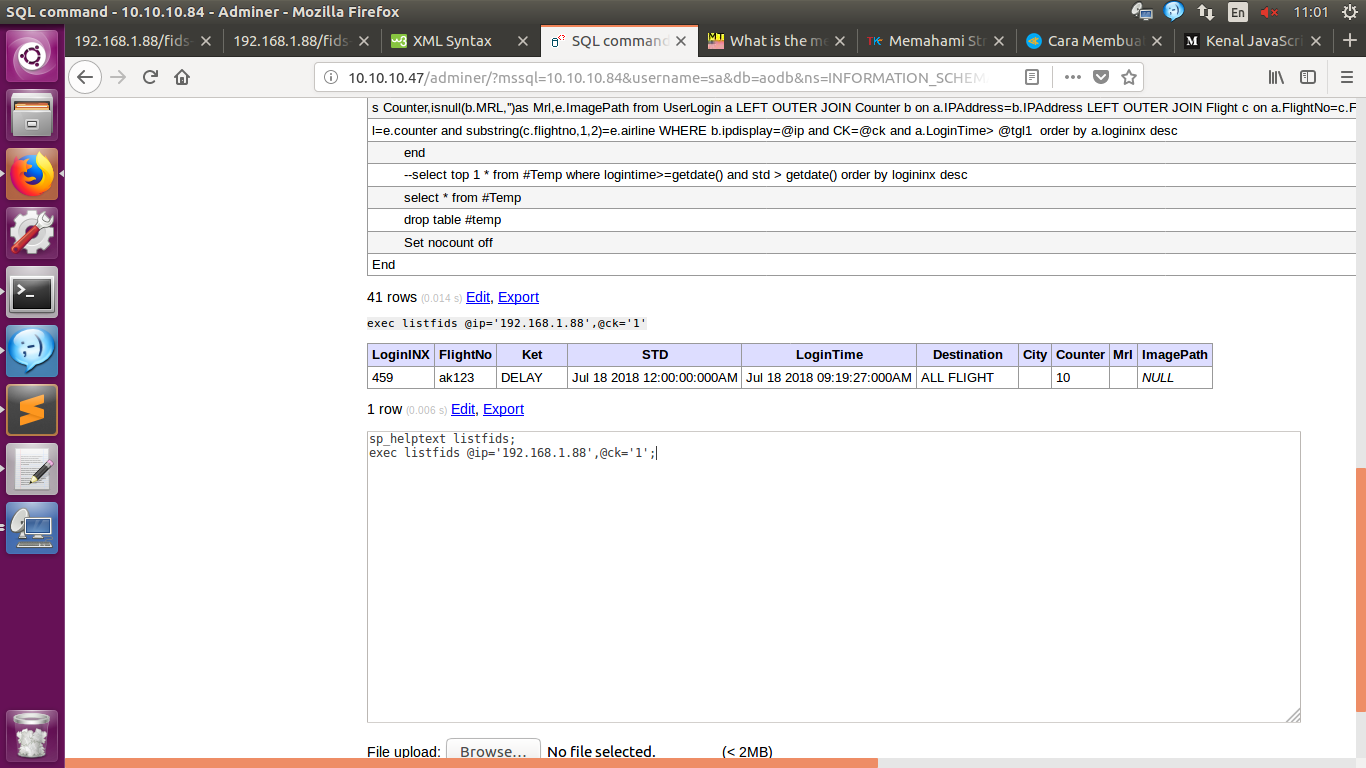 SQL command - 10.10.10.84 - Adminer - Mozilla Firefox
En
11:01
192.168.1.88/fids-
192.168.1.88/fids-
XML Syntax
SQL command
What is the me
Memahami Str
Cara Membuat
Kenal JavaScri
10.10.10.47/adminer/?mssql=10.10.10.84&username=sa&db=aodb&ns=INFORMATION_SCHEM
s Counter,isnull(b.MRL,'')as Mrl,e.ImagePath from UserLogin a LEFT OUTER JOIN Counter b on a.IPAddress=b.IPAddress LEFT OUTER JOIN Flight c on a.FlightNo=c.F
l=e.counter and substring(c.flightno,1,2)=e.airline WHERE b.ipdisplay=@ip and CK=@ck and a.LoginTime> @tgl1 order by a.logininx desc
end
--select top 1 * from #Temp where logintime>=getdate() and std > getdate() order by logininx desc
select * from #Temp
drop table #temp
Set nocount off
End
41 rows (0.014 s) Edit, Export
exec listfids @ip='192.168.1.88',@ck='1'
LoginINX FlightNo Ket STD LoginTime Destination City Counter Mrl ImagePath
459 ak123 DELAY Jul 18 2018 12:00:00:000AM Jul 18 2018 09:19:27:000AM ALL FLIGHT 10 NULL
1 row (0.006 s) Edit, Export
sp_helptext listfids;
exec listfids @ip='192.168.1.88',@ck='1';
File upload: Browse... No file selected. (< 2MB)